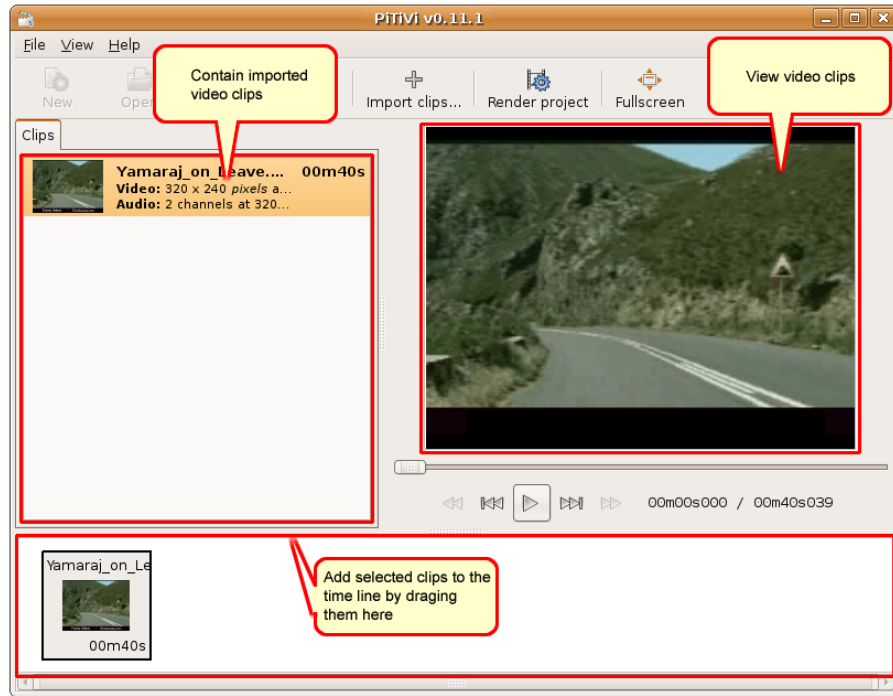 PiTiVi v0.11.1
File View Help
Contain imported
video clips
View video clips
New
Open
Import clips...
Render project
Fullscreen
Clips
Yamaraj_on_Leave.... 00m40s
Video: 320 x 240 pixels a...
Audio: 2 channels at 320...
00m00s000 / 00m40s039
Yamaraj_on_Le
00m40s
Add selected clips to the
time line by draging
them here